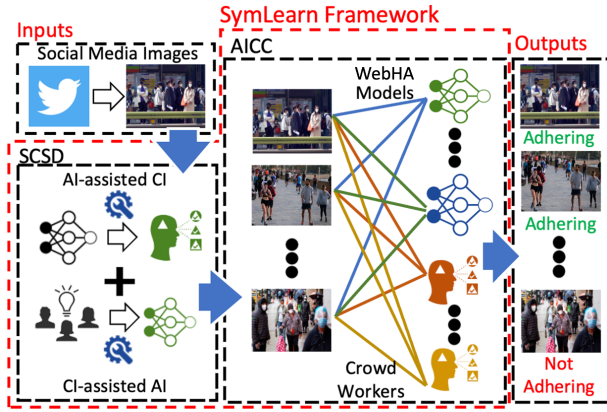 SymLearn Framework
Inputs
Social Media Images
AICC
Outputs
WebHA
Models
Adhering
SCSD
AI-assisted CI
Adhering
CI-assisted AI
Crowd
Workers
Not
Adhering